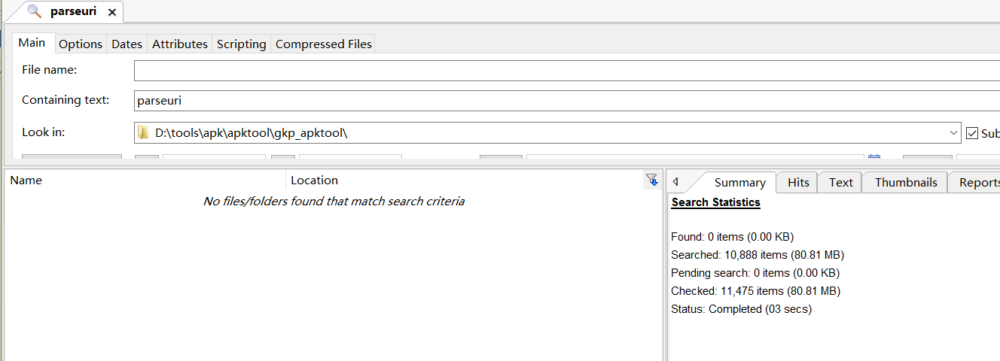 parseuri
Main Options Dates Attributes Scripting Compressed Files
File name:
Containing text: parseuri
Look in: D:\tools\apk\apktool\gkp_apktool\ Sub
Name Location
No files/folders found that match search criteria
Summary Hits Text Thumbnails Reports
Search Statistics
Found: 0 items (0.00 KB)
Searched: 10,888 items (80.81 MB)
Pending search: 0 items (0.00 KB)
Checked: 11,475 items (80.81 MB)
Status: Completed (03 secs)